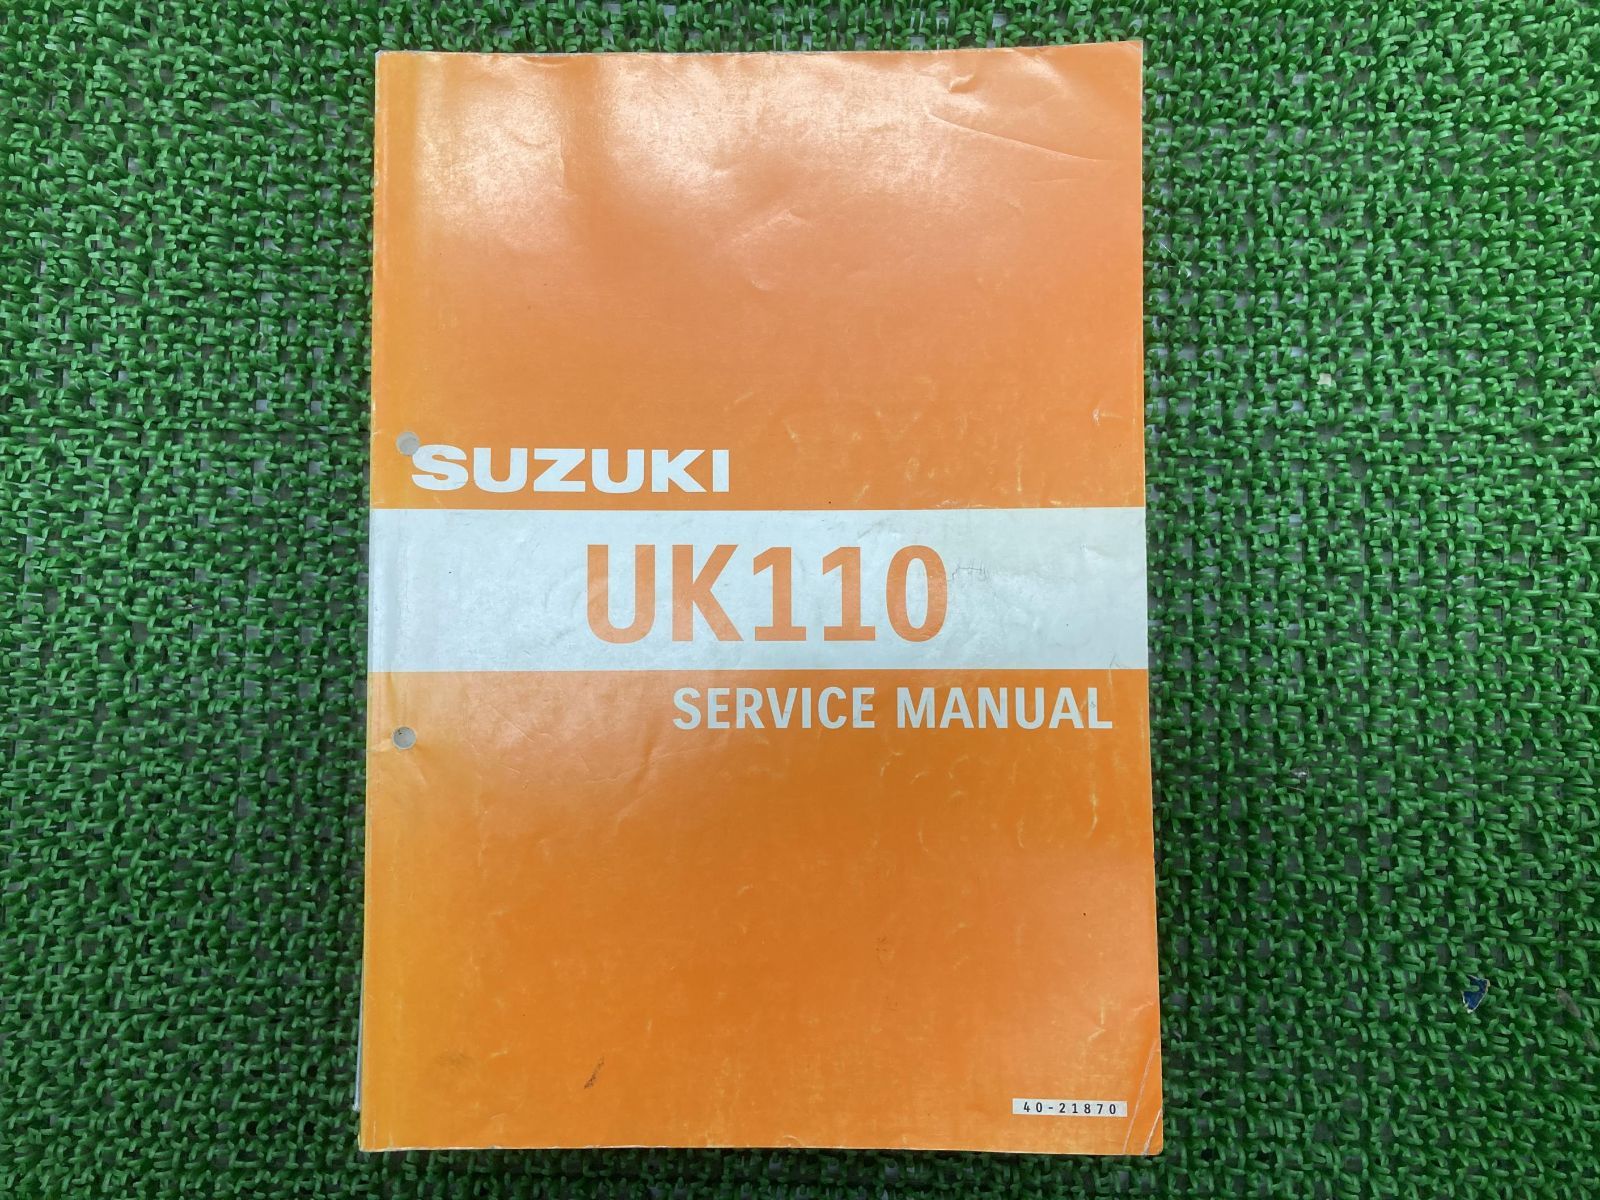 SUZUKI
UK110
SERVICE MANUAL
40-21870